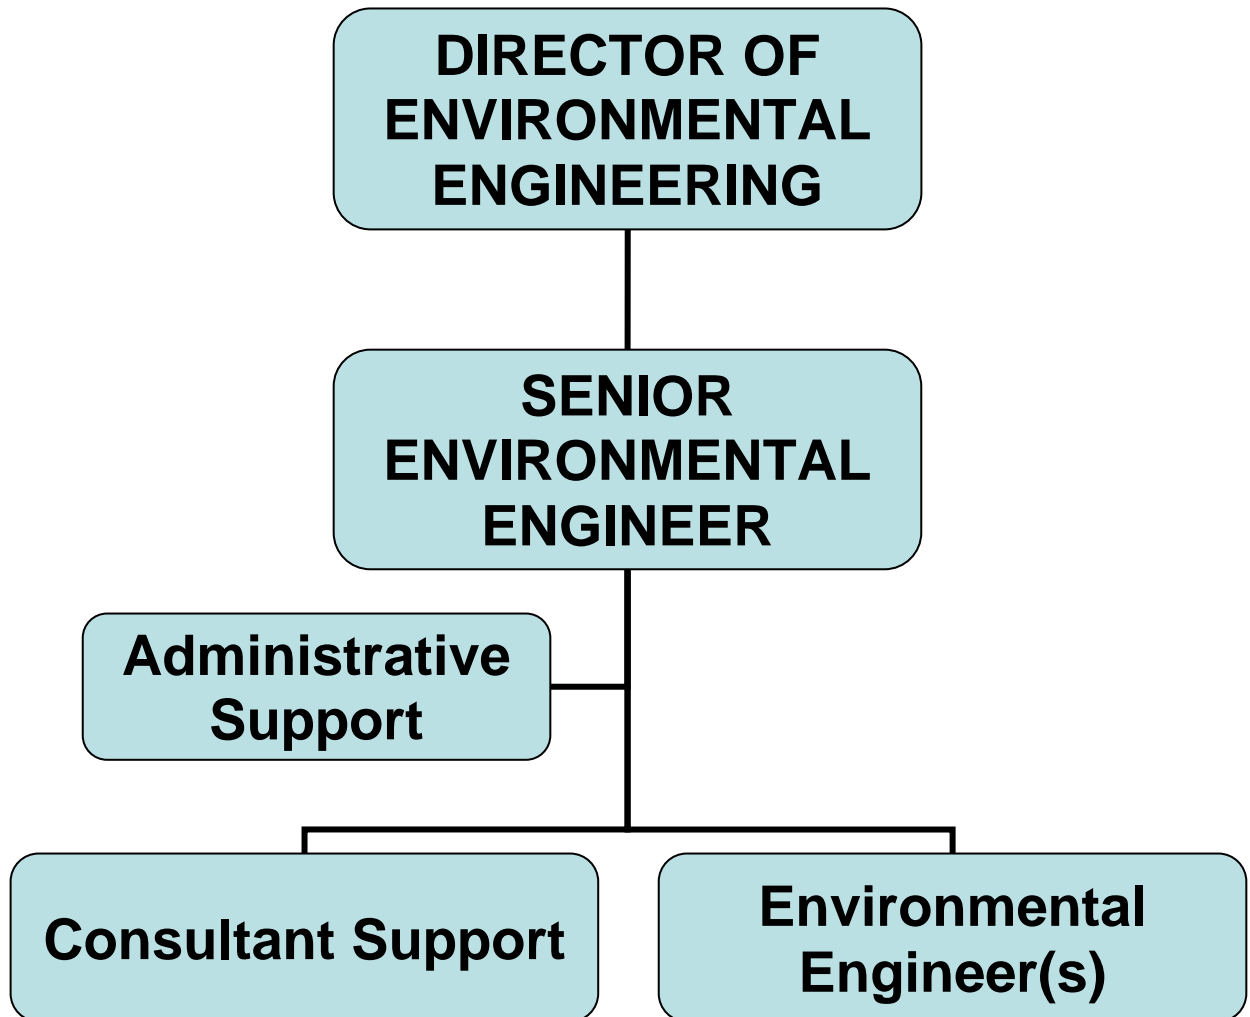 DIRECTOR OF
ENVIRONMENTAL
ENGINEERING
SENIOR
ENVIRONMENTAL
ENGINEER
Administrative
Support
Consultant Support
Environmental
Engineer(s)